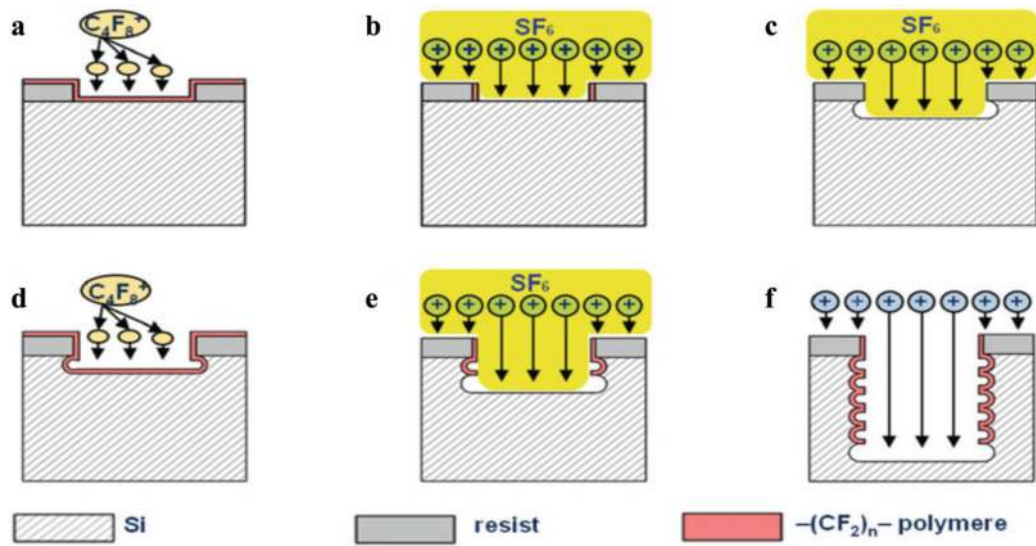 a
C₄F₈⁺
b
SF₆
+ + + + + + +
c
SF₆
+ + + + + + +
d
C₄F₈⁺
e
SF₆
+ + + + + + +
f
+ + + + + + +
Si
resist
–(CF₂)ₙ– polymere